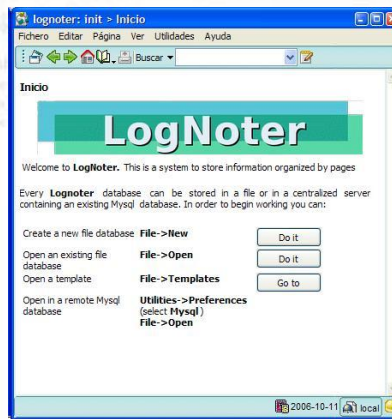 lognoter: init > Inicio
Fichero Editar Página Ver Utilidades Ayuda
Buscar
Inicio
LogNoter
Welcome to LogNoter. This is a system to store information organized by pages
Every Lognoter database can be stored in a file or in a centralized server
containing an existing Mysql database. In order to begin working you can:
Create a new file database File->New Do it
Open an existing file database File->Open Do it
Open a template File->Templates Go to
Open in a remote Mysql database Utilities->Preferences
(select Mysql)
File->Open
2006-10-11 local